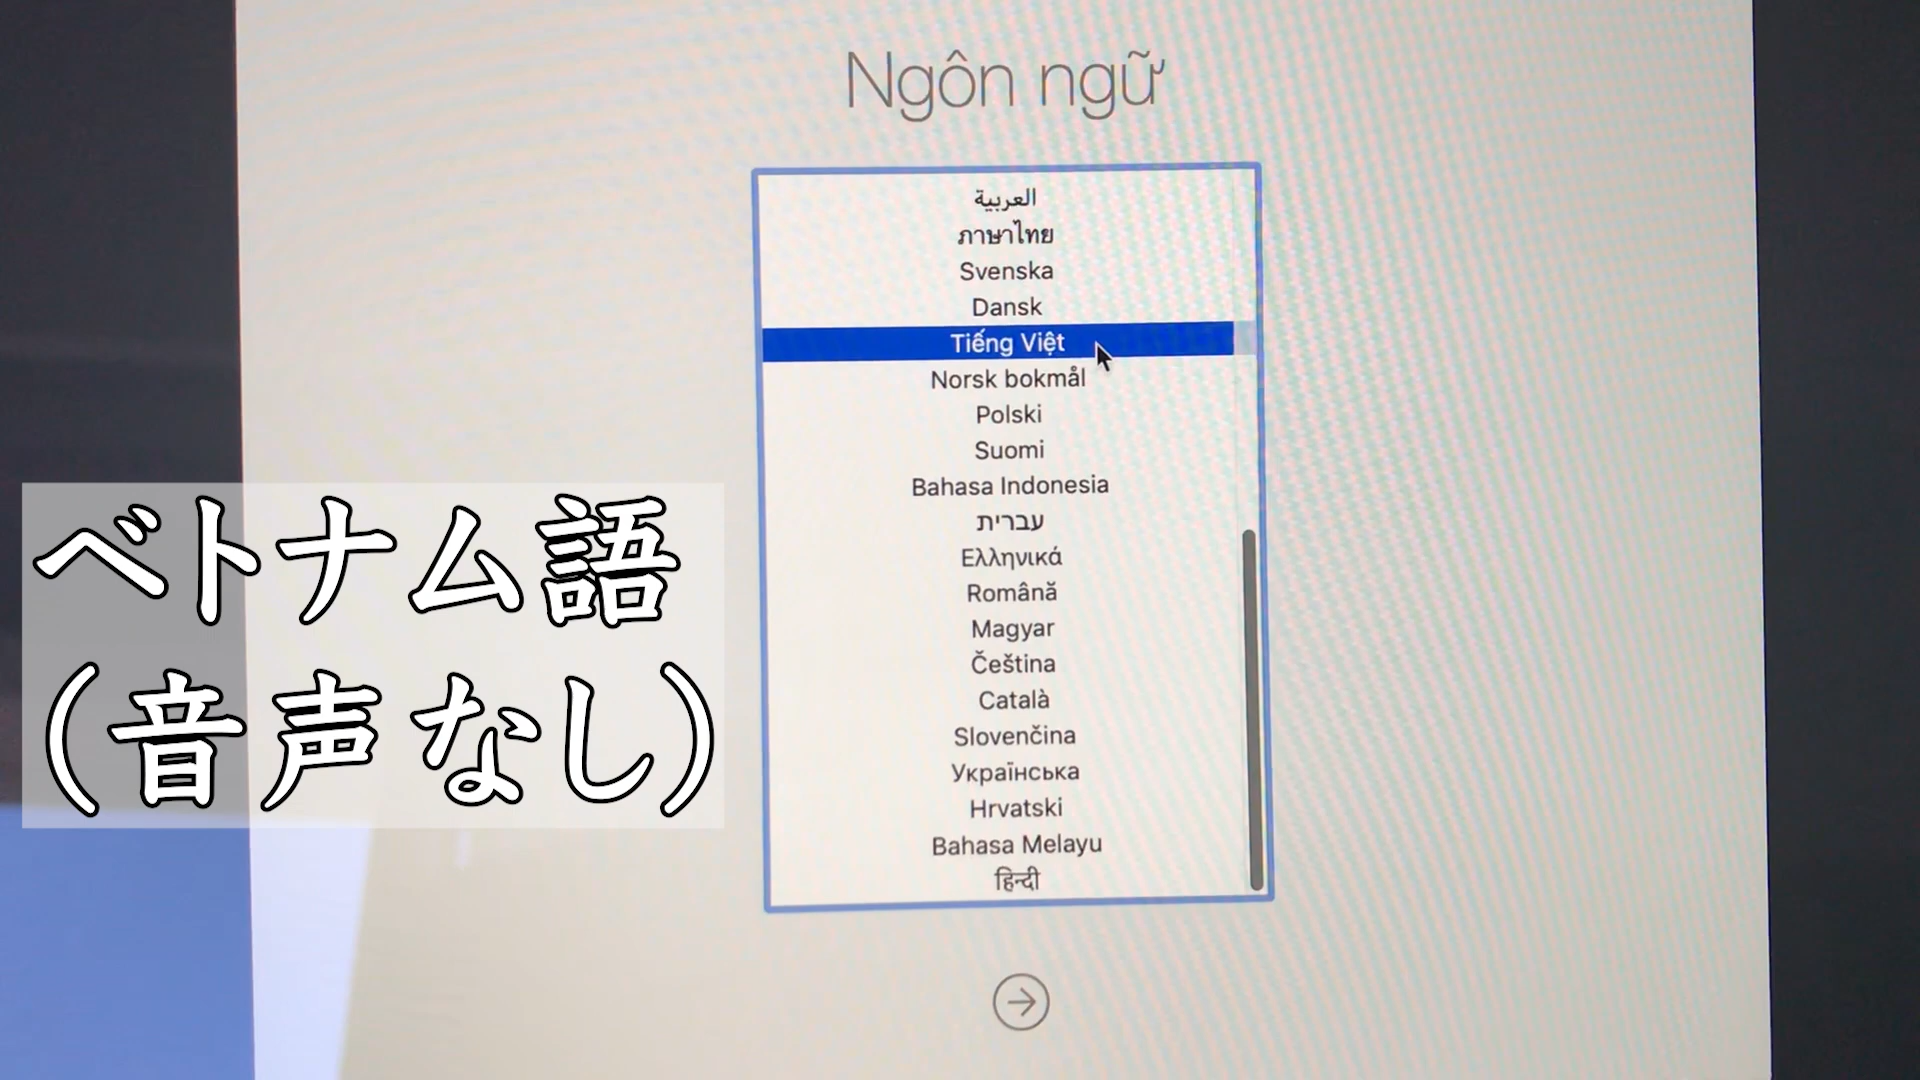 Ngôn ngữ
العربية
ภาษาไทย
Svenska
Dansk
Tiếng Việt
Norsk bokmål
Polski
Suomi
Bahasa Indonesia
עברית
Ελληνικά
Română
Magyar
Čeština
Català
Slovenčina
Українська
Hrvatski
Bahasa Melayu
हिन्दी
ベトナム語
(音声なし)